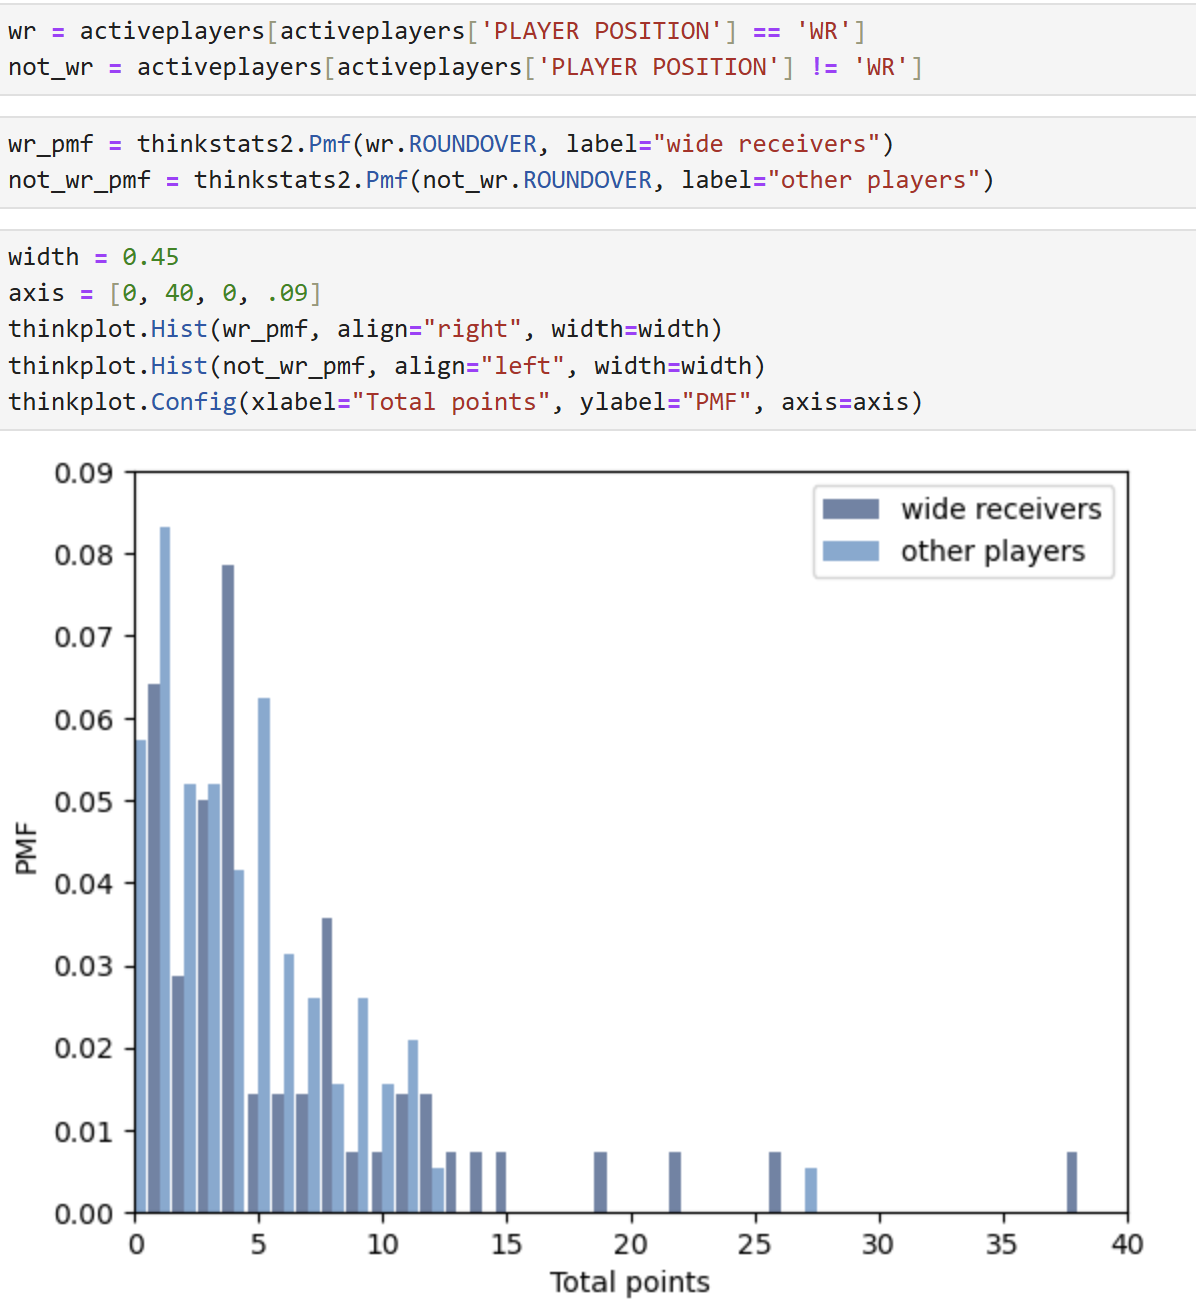 wr = activeplayers[activeplayers['PLAYER POSITION'] == 'WR']
not_wr = activeplayers[activeplayers['PLAYER POSITION'] != 'WR']
wr_pmf = thinkstats2.Pmf(wr.ROUNDOVER, label="wide receivers")
not_wr_pmf = thinkstats2.Pmf(not_wr.ROUNDOVER, label="other players")
width = 0.45
axis = [0, 40, 0, .09]
thinkplot.Hist(wr_pmf, align="right", width=width)
thinkplot.Hist(not_wr_pmf, align="left", width=width)
thinkplot.Config(xlabel="Total points", ylabel="PMF", axis=axis)
0.09
0.08
0.07
0.06
0.05
0.04
0.03
0.02
0.01
0.00
PMF
wide receivers
other players
0 5 10 15 20 25 30 35 40
Total points